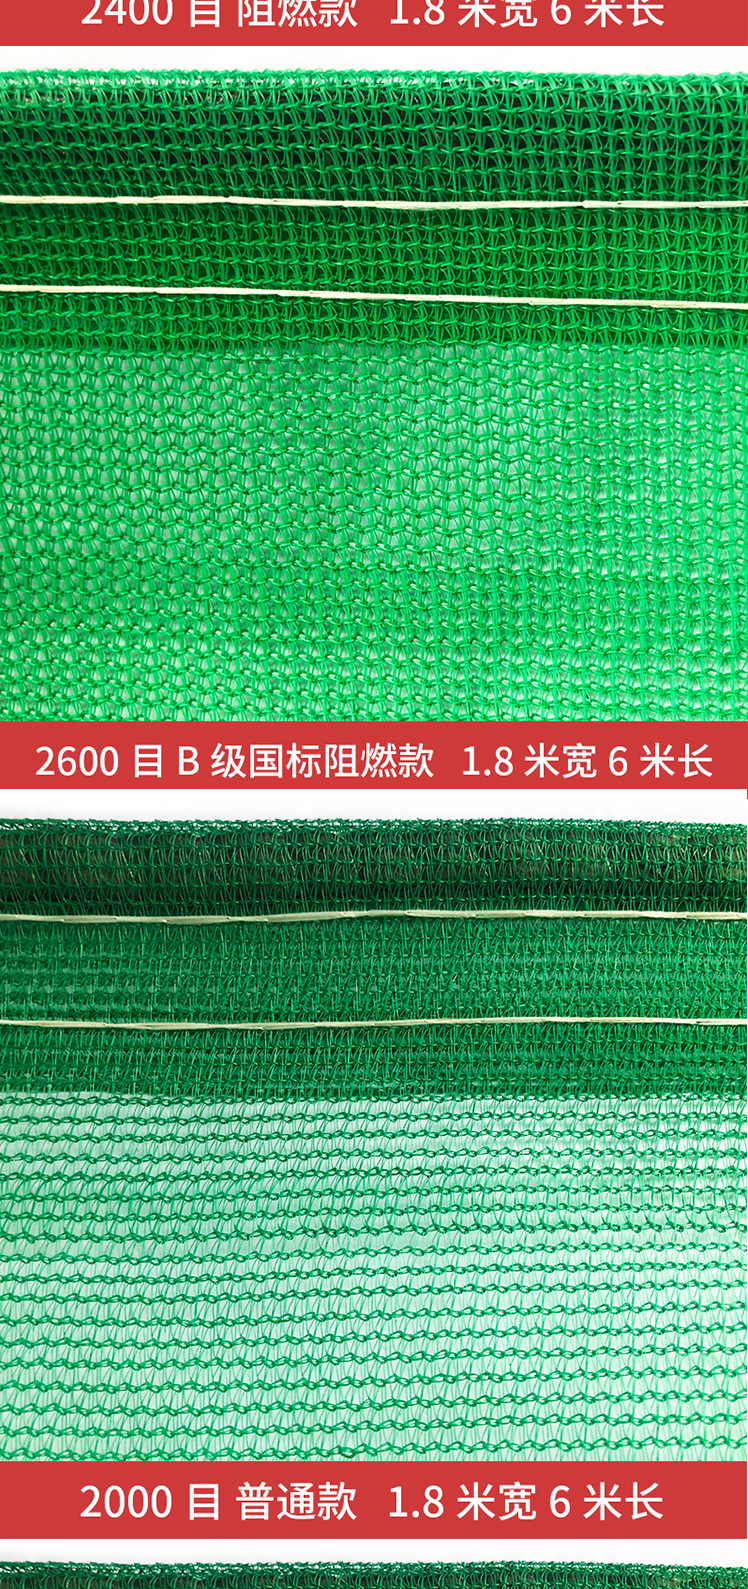 2400 目 阻燃款 1.8 米宽 6 米长
2600 目 B 级国标阻燃款 1.8 米宽 6 米长
2000 目 普通款 1.8 米宽 6 米长